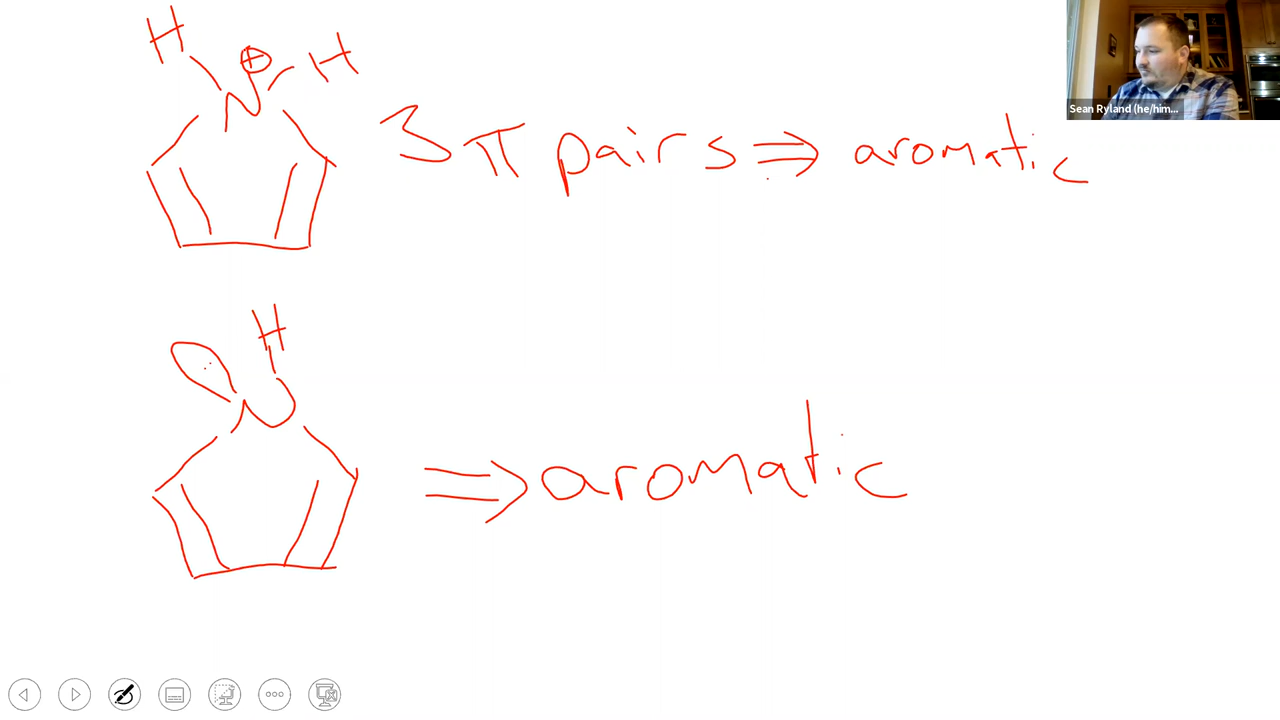 H
⊕
H
N
3 π pairs ⇒ aromatic
Sean Ryland (he/him...
H
N
⇒ aromatic